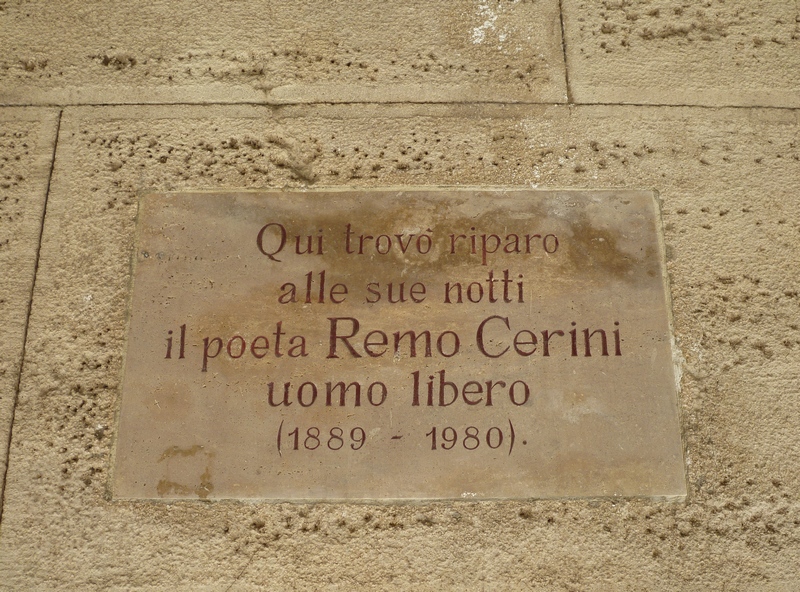 Qui trovò riparo
alle sue notti
il poeta Remo Cerini
uomo libero
(1889 - 1980).